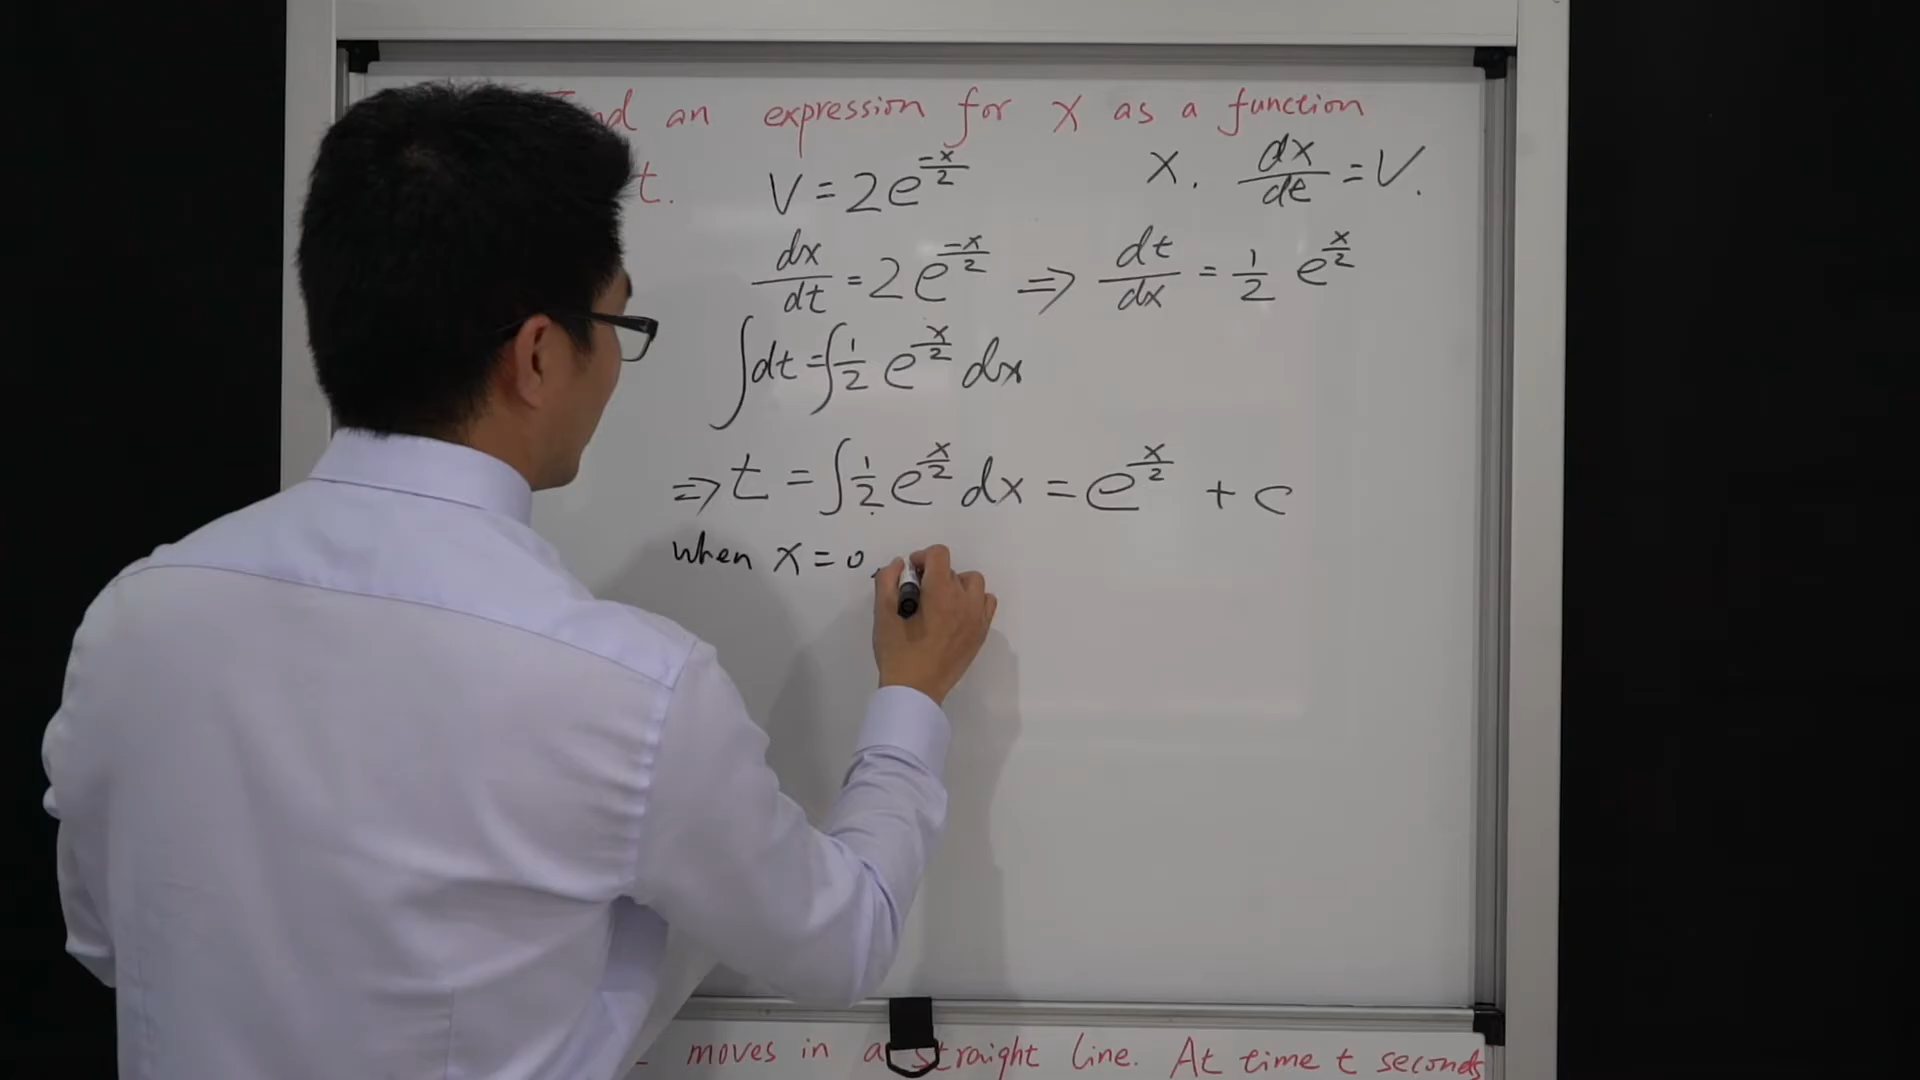 an expression for x as a function
t. V = 2e^{-x/2} x. dx/dt = V.
dx/dt = 2e^{-x/2} ⇒ dt/dx = 1/2 e^{x/2}
∫dt = ∫1/2 e^{x/2} dx
⇒ t = ∫1/2 e^{x/2} dx = e^{x/2} + c
when x = 0,
moves in a straight line. At time t seconds